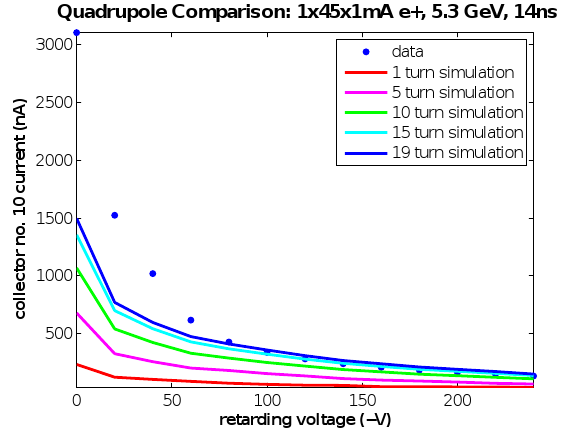 Quadrupole Comparison: 1x45x1mA e+, 5.3 GeV, 14ns
3000
2500
2000
1500
1000
500
collector no. 10 current (nA)
data
1 turn simulation
5 turn simulation
10 turn simulation
15 turn simulation
19 turn simulation
0
50
100
150
200
retarding voltage (−V)